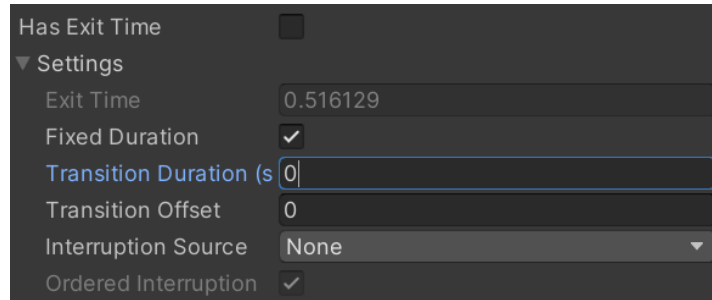 Has Exit Time
Settings
Exit Time 0.516129
Fixed Duration
Transition Duration (s 0
Transition Offset 0
Interruption Source None
Ordered Interruption